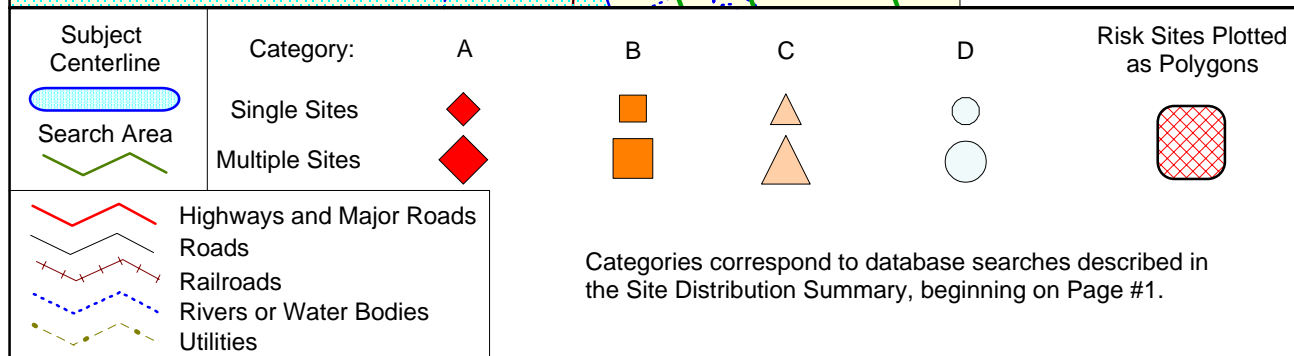 Subject
Centerline
Search Area
Category: A B C D
Single Sites
Multiple Sites
Risk Sites Plotted
as Polygons
Highways and Major Roads
Roads
Railroads
Rivers or Water Bodies
Utilities
Categories correspond to database searches described in
the Site Distribution Summary, beginning on Page #1.